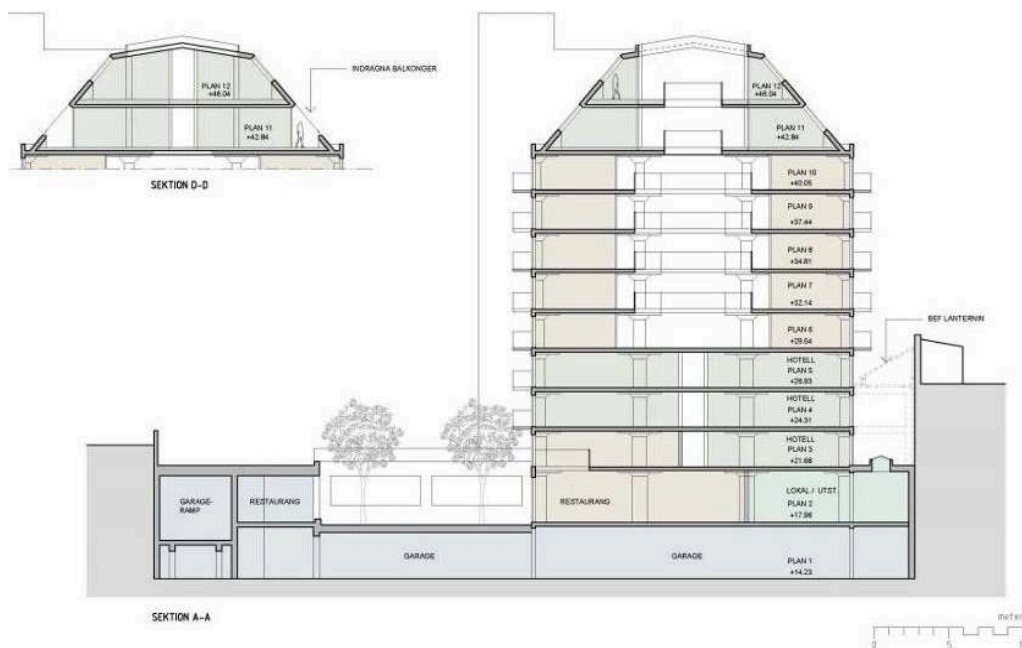 PLAN 12
+46.04
INDRAGNA BALKONGER
PLAN 11
+42.84
SEKTION D-D
PLAN 12
+46.04
PLAN 11
+42.84
PLAN 10
+40.05
PLAN 9
+37.44
PLAN 8
+34.81
PLAN 7
+32.14
PLAN 6
+29.54
BEF LANTERNIN
HOTELL
PLAN 5
+26.93
HOTELL
PLAN 4
+24.31
HOTELL
PLAN 3
+21.66
GARAGE-
RAMP
RESTAURANG
RESTAURANG
LOKAL / UTST
PLAN 2
+17.96
GARAGE
GARAGE
PLAN 1
+14.23
SEKTION A-A
meter
0 5 1